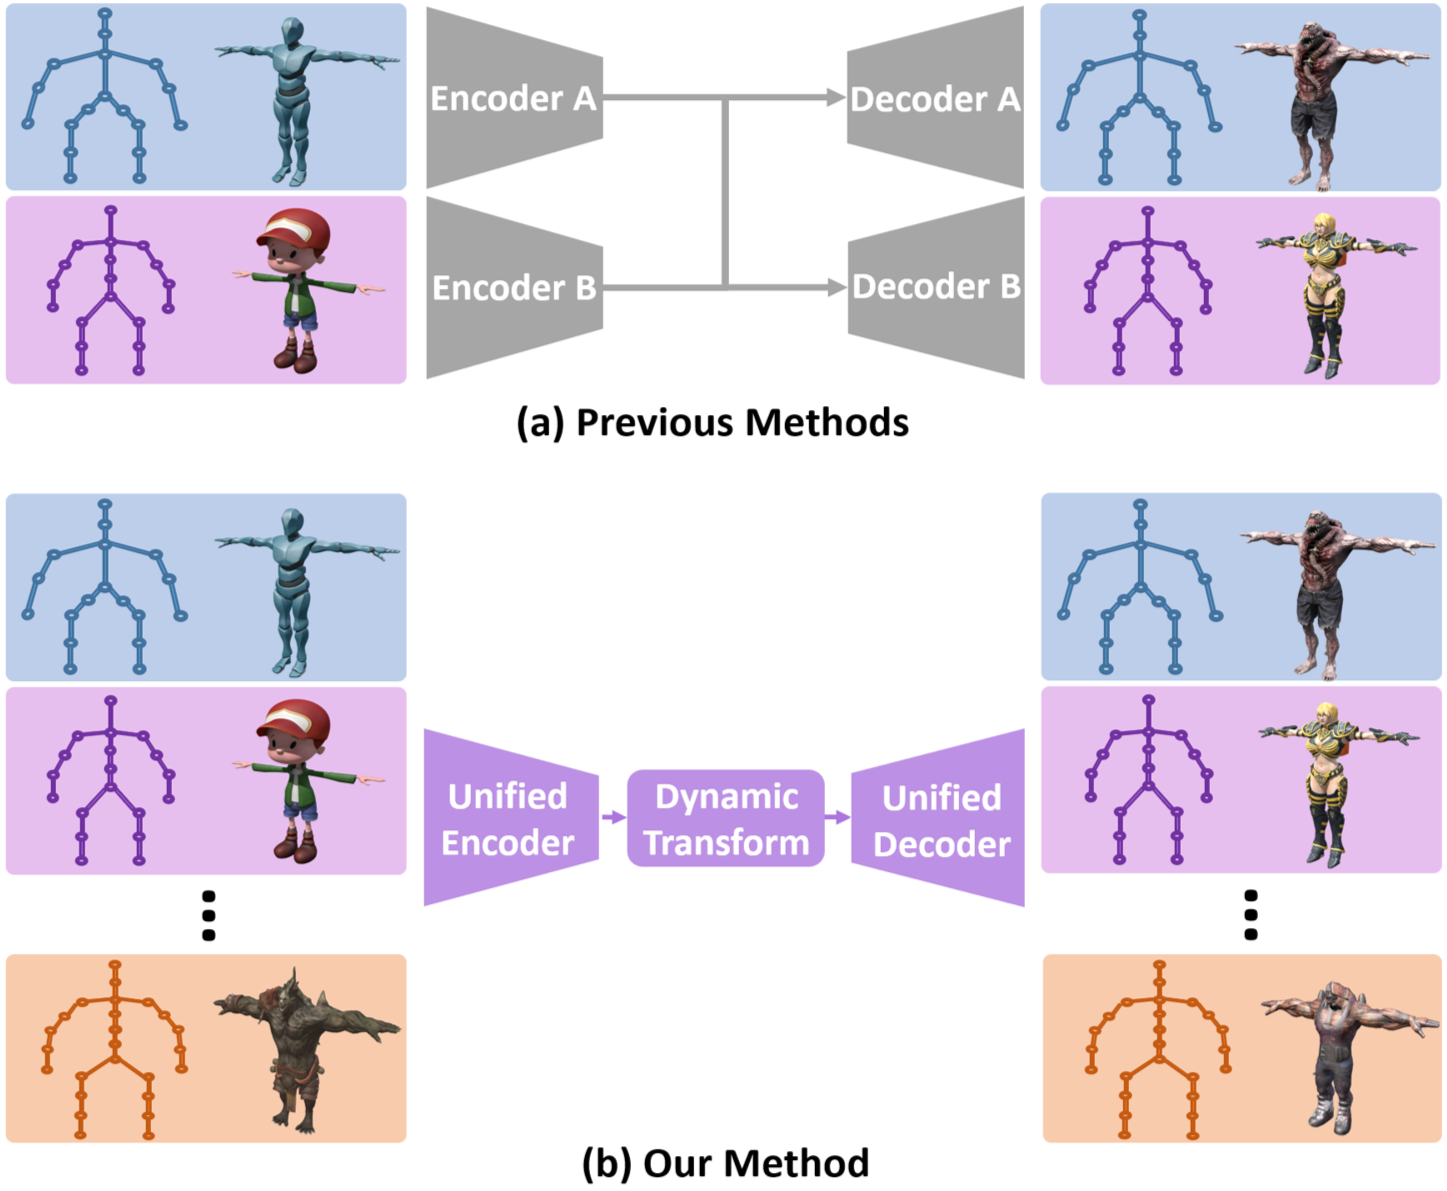 Encoder A
Decoder A
Encoder B
Decoder B
(a) Previous Methods
Unified
Encoder
Dynamic
Transform
Unified
Decoder
(b) Our Method